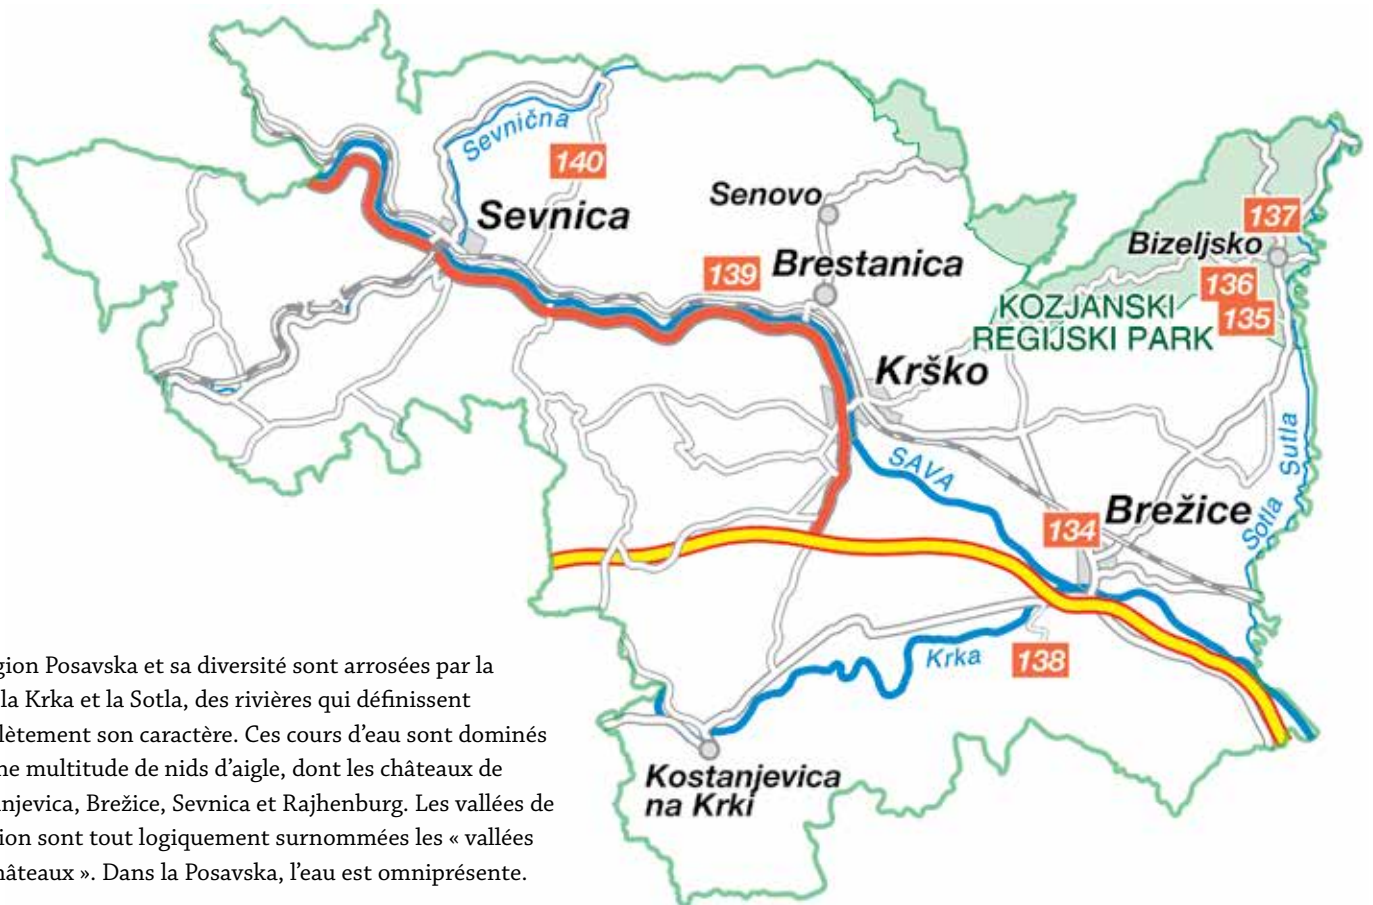 Sevnična
140
Sevnica
Senovo
139
Brestanica
137
Bizeljsko
136
135
KOZJANSKI
REGIJSKI PARK
Krško
SAVA
Sutla
Sotla
134
Brežice
Krka
138
Kostanjevica
na Krki
gion Posavska et sa diversité sont arrosées par la
la Krka et la Sotla, des rivières qui définissent
lètement son caractère. Ces cours d'eau sont dominés
ne multitude de nids d'aigle, dont les châteaux de
anjevica, Brežice, Sevnica et Rajhenburg. Les vallées de
ion sont tout logiquement surnommées les « vallées
hâteaux ». Dans la Posavska, l'eau est omniprésente.